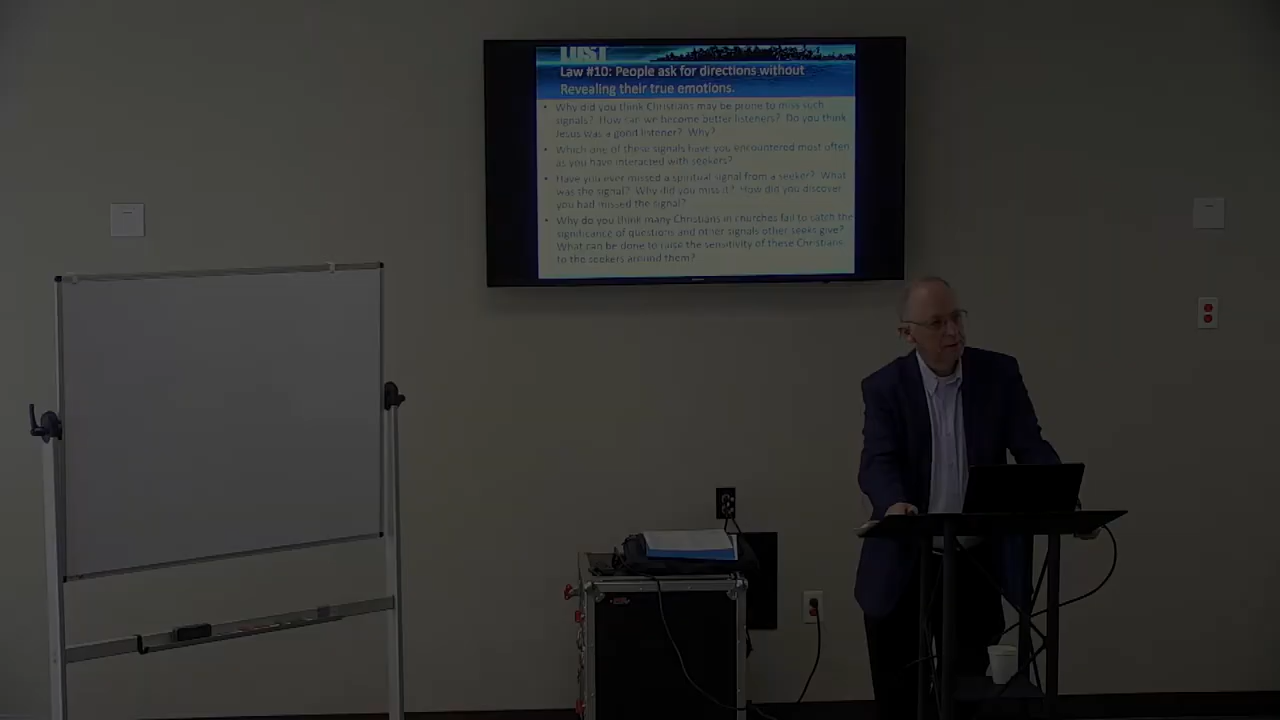 LOST
Law #10: People ask for directions without
Revealing their true emotions.
• Why did you think Christians may be prone to miss such
signals? How can we become better listeners? Do you think
Jesus was a good listener? Why?
• Which one of these signals have you encountered most often
as you have interacted with seekers?
• Have you ever missed a spiritual signal from a seeker? What
was the signal? Why did you miss it? How did you discover
you had missed the signal?
• Why do you think many Christians in churches fail to catch the
significance of questions and other signals other seeks give?
What can be done to raise the sensitivity of these Christians
to the seekers around them?